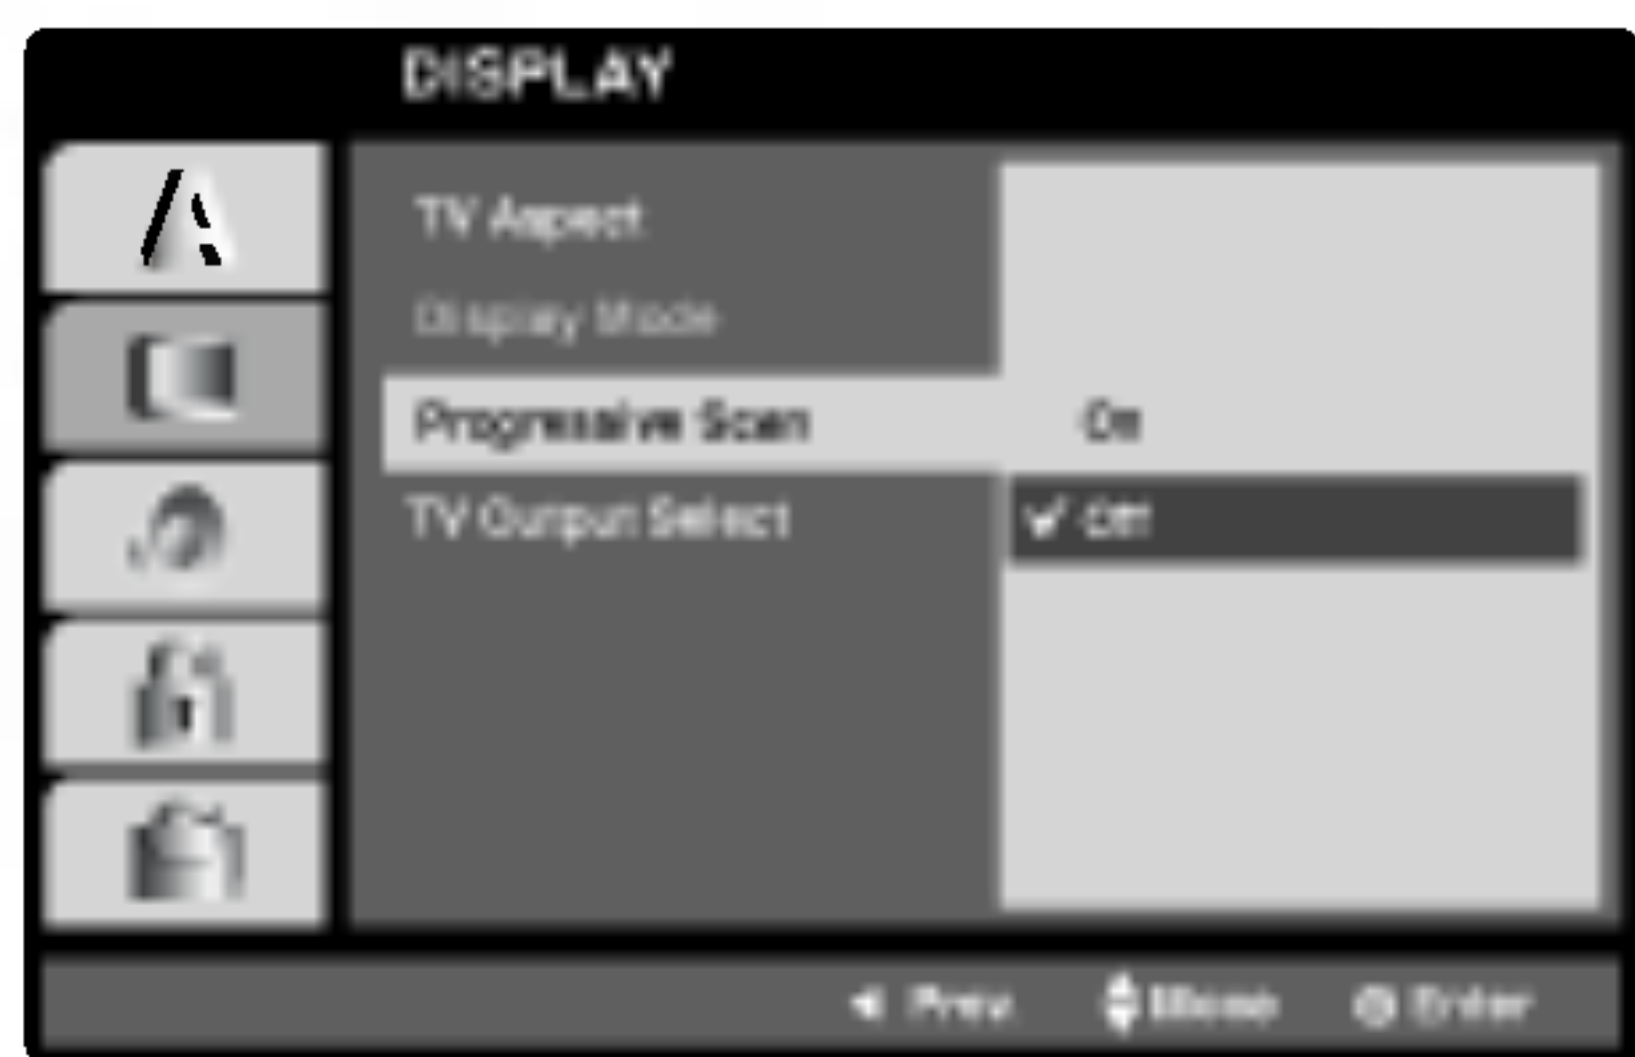 DISPLAY
TV Aspect
Display Mode
Progressive Scan
On
TV Output Select
Off
Prev. Move Enter